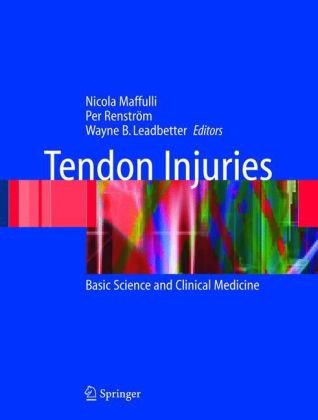 Nicola Maffulli
Per Renström
Wayne B. Leadbetter Editors
Tendon Injuries
Basic Science and Clinical Medicine
Springer